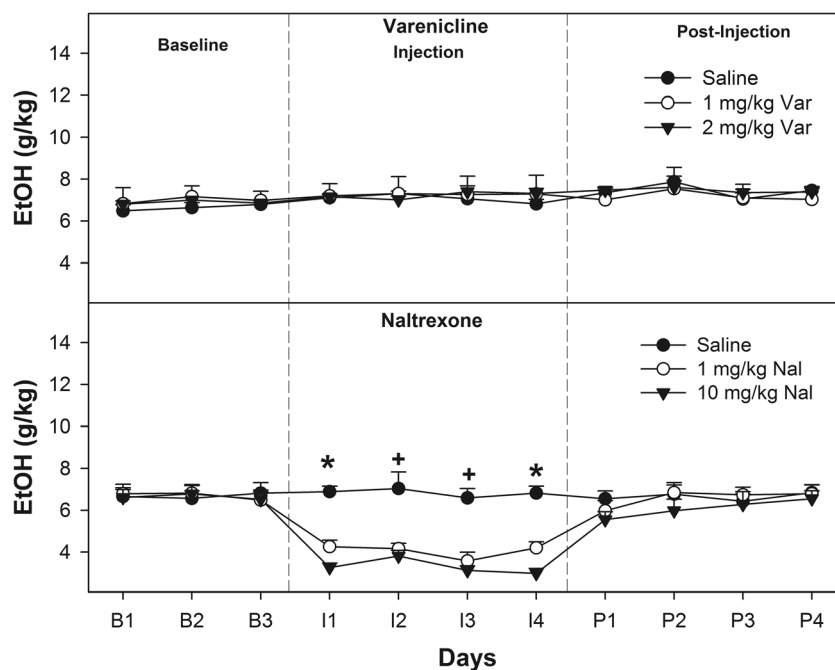 Varenicline
Baseline
Injection
Post-Injection
Saline
1 mg/kg Var
2 mg/kg Var
EtOH (g/kg)
14
12
10
8
6
4
Naltrexone
Saline
1 mg/kg Nal
10 mg/kg Nal
EtOH (g/kg)
14
12
10
8
6
4
* + + *
B1 B2 B3 I1 I2 I3 I4 P1 P2 P3 P4
Days